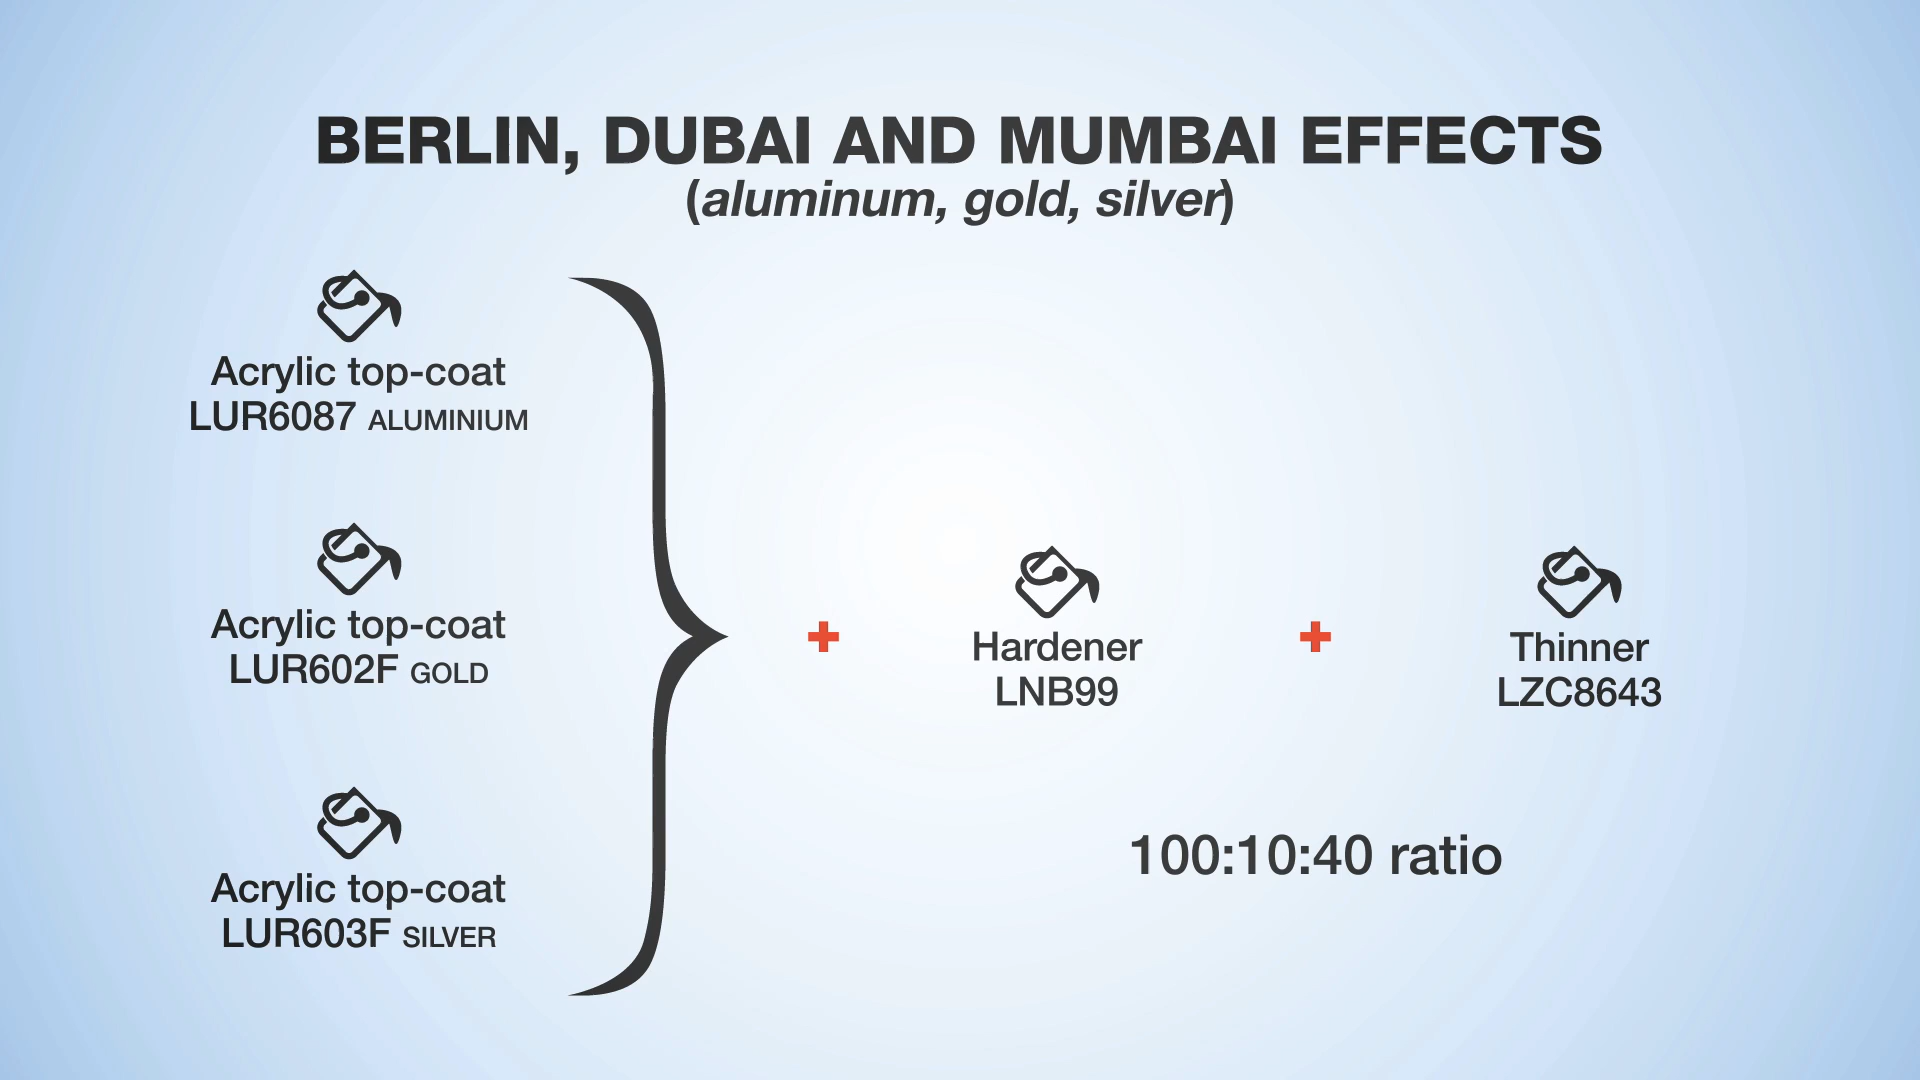 BERLIN, DUBAI AND MUMBAI EFFECTS
(aluminum, gold, silver)
Acrylic top-coat
LUR6087 ALUMINIUM
Acrylic top-coat
LUR602F GOLD
Acrylic top-coat
LUR603F SILVER
+
Hardener
LNB99
+
Thinner
LZC8643
100:10:40 ratio